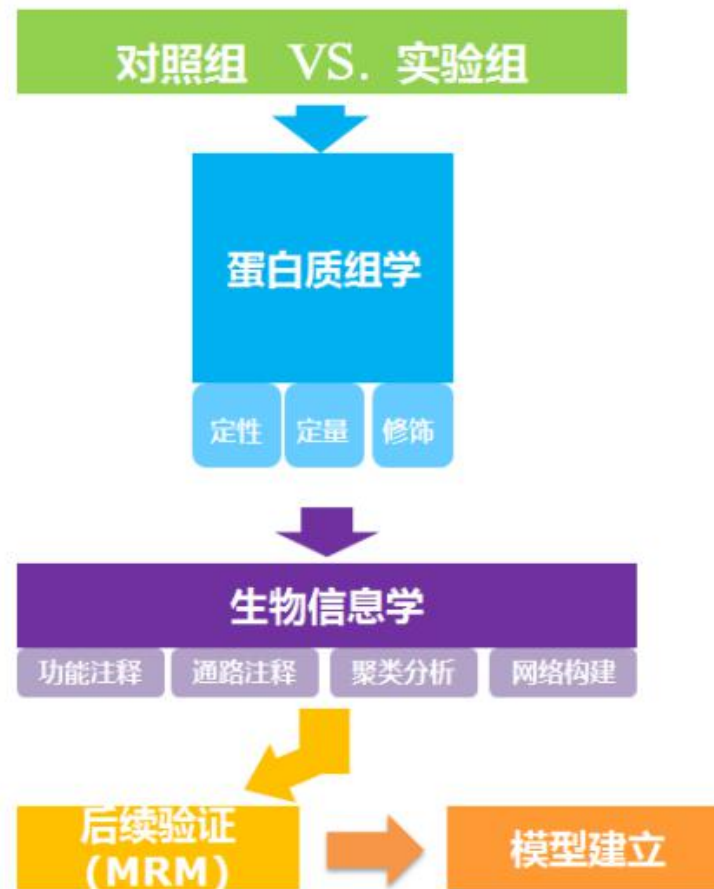 对照组 VS. 实验组
蛋白质组学
定性 定量 修饰
生物信息学
功能注释 通路注释 聚类分析 网络构建
后续验证
(MRM)
模型建立